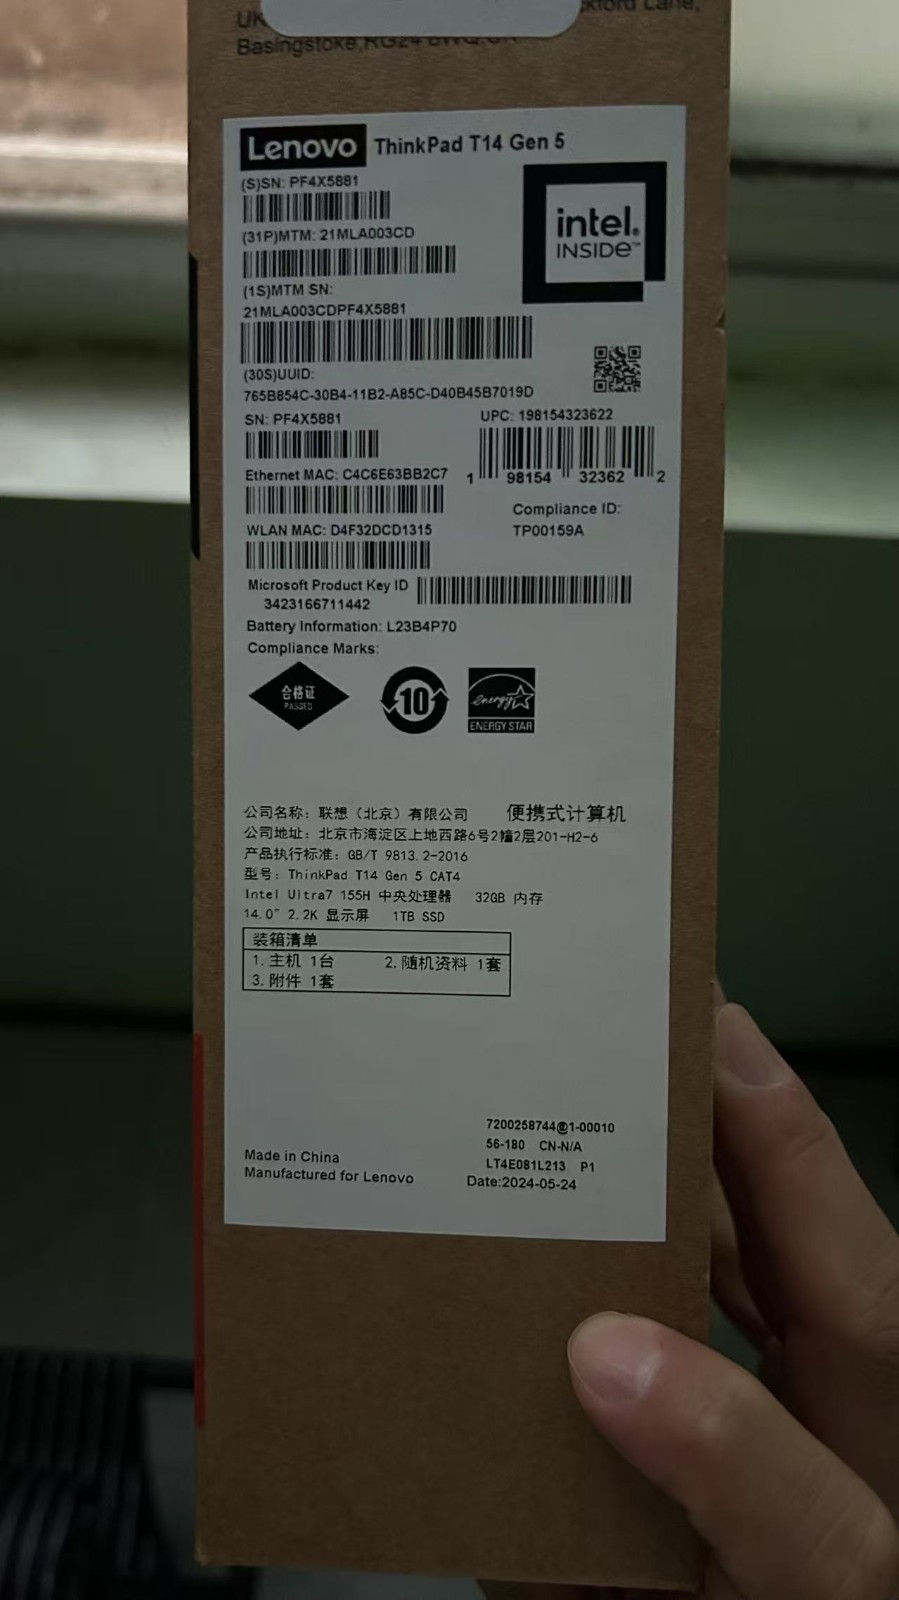 UK
Basingstoke,RG24 8WQ,UK
Lenovo ThinkPad T14 Gen 5
(S)SN: PF4X5881
(31P)MTM: 21MLA003CD
intel.
INSIDE™
(1S)MTM SN:
21MLA003CDPF4X5881
(30S)UUID:
765B854C-30B4-11B2-A85C-D40B45B7019D
SN: PF4X5881
UPC: 198154323622
1 98154 32362 2
Ethernet MAC: C4C6E63BB2C7
Compliance ID:
TP00159A
WLAN MAC: D4F32DCD1315
Microsoft Product Key ID
3423166711442
Battery Information: L23B4P70
Compliance Marks:
合格证
PASSED
10
energy
ENERGY STAR
公司名称: 联想（北京）有限公司 便携式计算机
公司地址: 北京市海淀区上地西路6号2幢2层201-H2-6
产品执行标准: GB/T 9813.2-2016
型号: ThinkPad T14 Gen 5 CAT4
Intel Ultra7 155H 中央处理器 32GB 内存
14.0" 2.2K 显示屏 1TB SSD
装箱清单
1. 主机 1台 2. 随机资料 1套
3. 附件 1套
7200258744@1-00010
56-180 CN-N/A
LT4E081L213 P1
Date:2024-05-24
Made in China
Manufactured for Lenovo